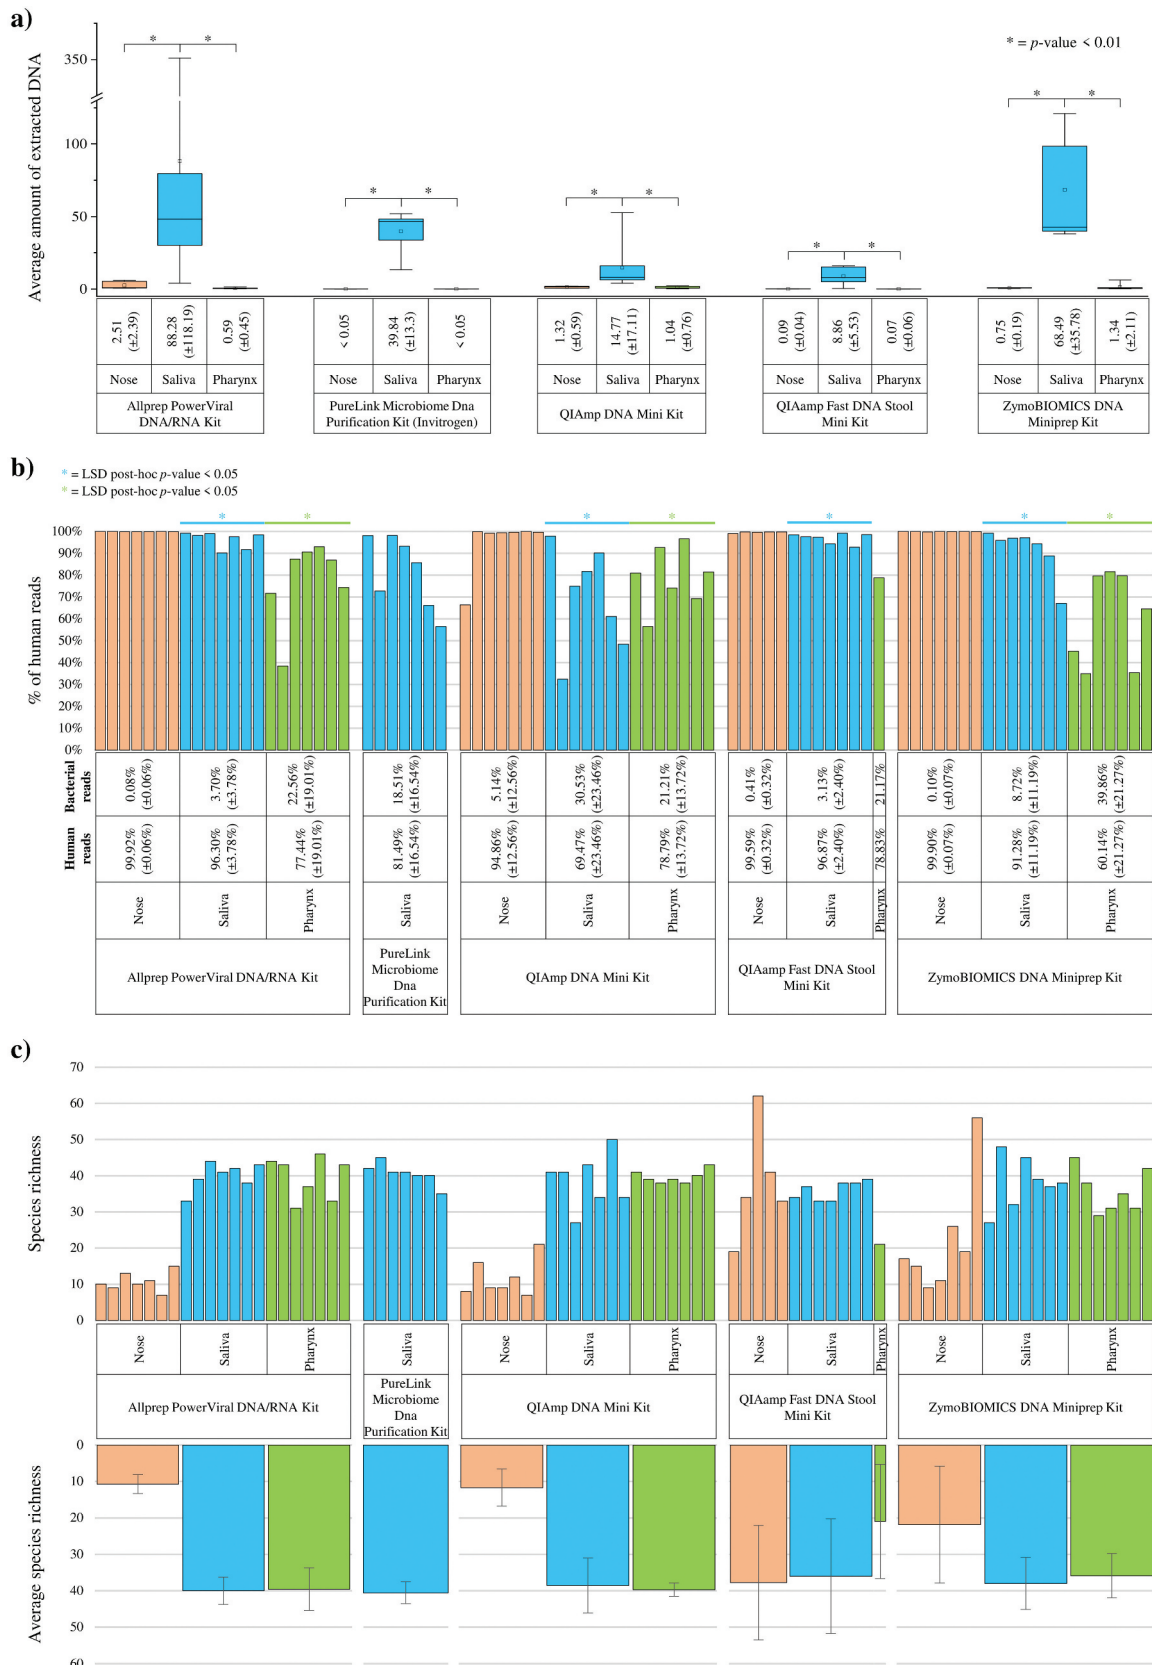 a)
Average amount of extracted DNA
350
100
50
0
* *
* *
* *
* *
* *
* = p-value < 0.01
2.51 (±2.39)
88.28 (±118.19)
0.59 (±0.45)
< 0.05
39.84 (±13.3)
< 0.05
1.32 (±0.59)
14.77 (±17.11)
1.04 (±0.76)
0.09 (±0.04)
8.86 (±5.53)
0.07 (±0.06)
0.75 (±0.19)
68.49 (±35.78)
1.34 (±2.11)
Nose Saliva Pharynx
Nose Saliva Pharynx
Nose Saliva Pharynx
Nose Saliva Pharynx
Nose Saliva Pharynx
Allprep PowerViral
DNA/RNA Kit
PureLink Microbiome Dna
Purification Kit (Invitrogen)
QIAmp DNA Mini Kit
QIAamp Fast DNA Stool
Mini Kit
ZymoBIOMICS DNA
Miniprep Kit
b)
* = LSD post-hoc p-value < 0.05
* = LSD post-hoc p-value < 0.05
* * * * * * *
% of human reads
100%
90%
80%
70%
60%
50%
40%
30%
20%
10%
0%
Bacterial
reads
0.08% (±0.06%)
3.70% (±3.78%)
22.56% (±19.01%)
18.51% (±16.54%)
5.14% (±12.56%)
30.53% (±23.46%)
21.21% (±13.72%)
0.41% (±0.32%)
3.13% (±2.40%)
21.17%
0.10% (±0.07%)
8.72% (±11.19%)
39.86% (±21.27%)
Human
reads
99.92% (±0.06%)
96.30% (±3.78%)
77.44% (±19.01%)
81.49% (±16.54%)
94.86% (±12.56%)
69.47% (±23.46%)
78.79% (±13.72%)
99.59% (±0.32%)
96.87% (±2.40%)
78.83%
99.90% (±0.07%)
91.28% (±11.19%)
60.14% (±21.27%)
Nose Saliva Pharynx
Saliva
Nose Saliva Pharynx
Nose Saliva Pharynx
Nose Saliva Pharynx
Allprep PowerViral DNA/RNA Kit
PureLink
Microbiome
Dna
Purification Kit
QIAmp DNA Mini Kit
QIAamp Fast DNA Stool
Mini Kit
ZymoBIOMICS DNA Miniprep Kit
c)
Species richness
70
60
50
40
30
20
10
0
Nose Saliva Pharynx
Saliva
Nose Saliva Pharynx
Nose Saliva Pharynx
Nose Saliva Pharynx
Allprep PowerViral DNA/RNA Kit
PureLink
Microbiome
Dna
Purification Kit
QIAmp DNA Mini Kit
QIAamp Fast DNA Stool
Mini Kit
ZymoBIOMICS DNA Miniprep Kit
Average species richness
0
10
20
30
40
50
60